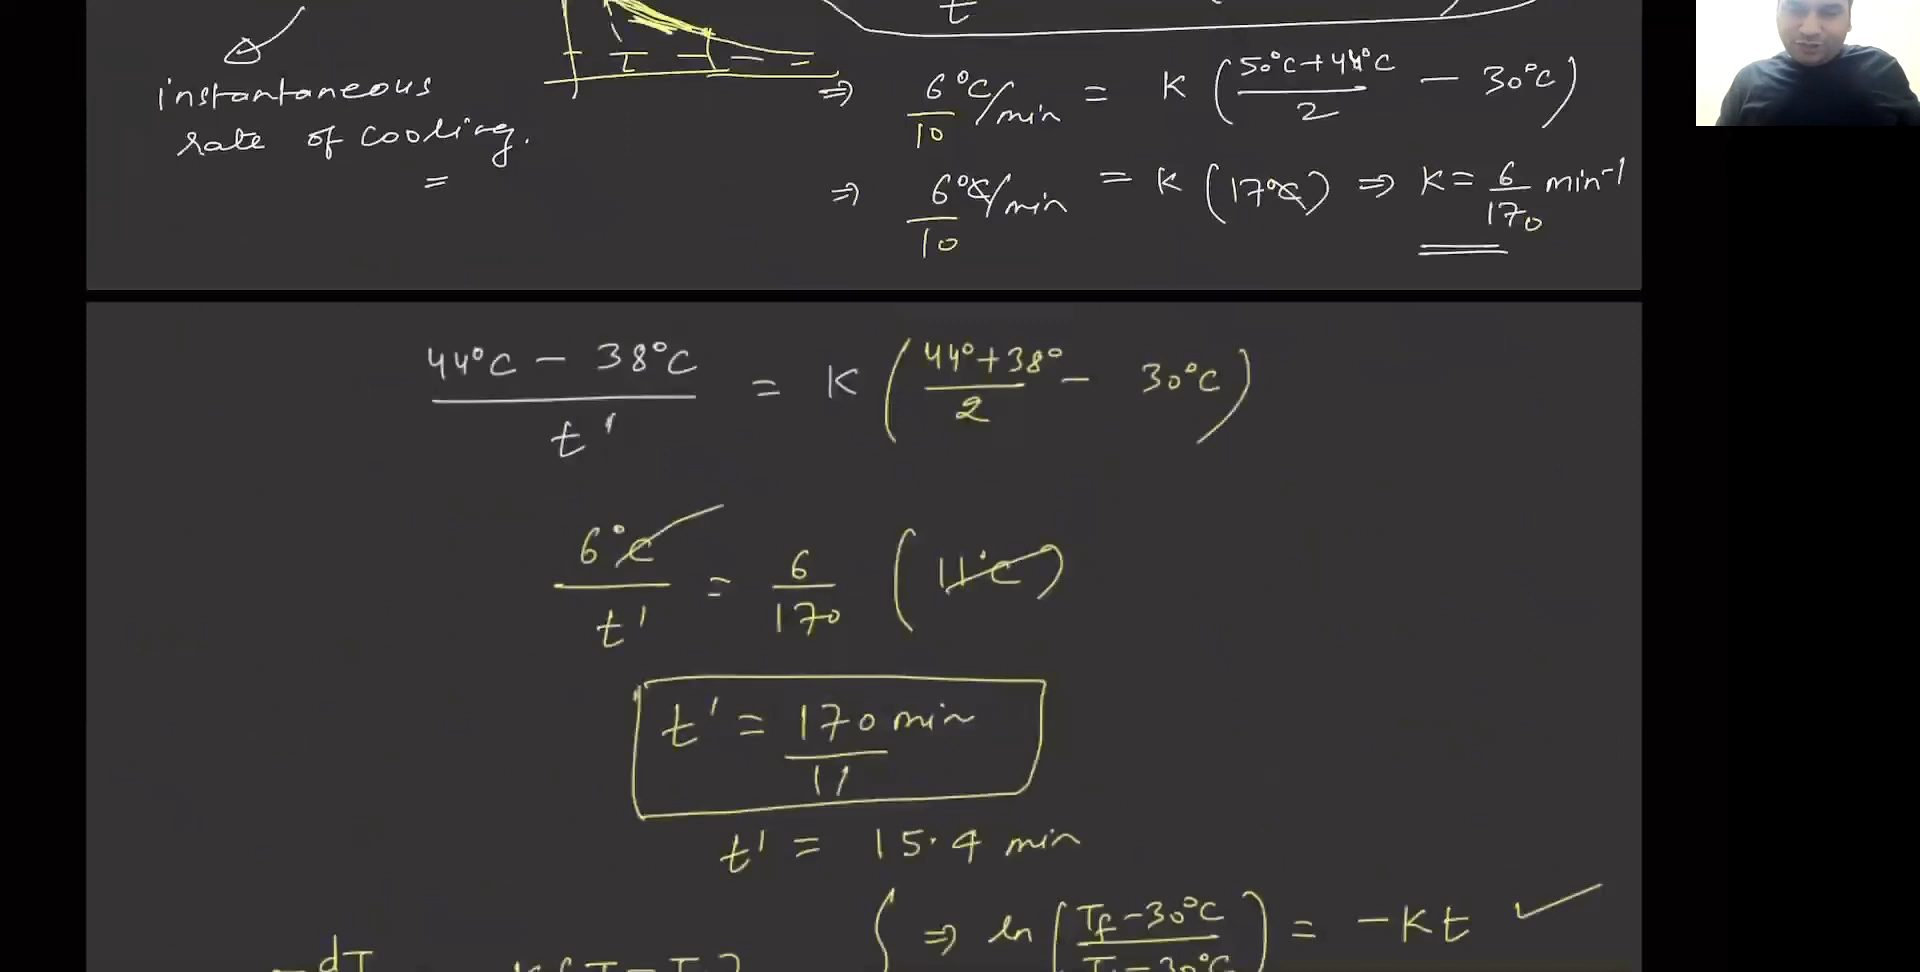 t
instantaneous
rate of cooling.
=
⇒ 6°C/10 /min = K (50°C+44°C/2 − 30°C)
⇒ 6°C/10 /min = K (17°C) ⇒ K = 6/170 min⁻¹
44°C − 38°C/t' = K (44°+38°/2 − 30°C)
6°C/t' = 6/170 (11°C)
t' = 170/11 min
t' = 15.4 min
⇒ ln (Tf−30°C/ −30°C) = −Kt
−dT